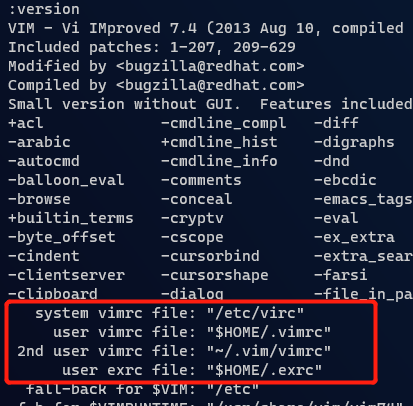 :version
VIM - Vi IMproved 7.4 (2013 Aug 10, compiled
Included patches: 1-207, 209-629
Modified by <bugzilla@redhat.com>
Compiled by <bugzilla@redhat.com>
Small version without GUI.  Features included
+acl -cmdline_compl -diff
-arabic +cmdline_hist -digraphs
-autocmd -cmdline_info -dnd
-balloon_eval -comments -ebcdic
-browse -conceal -emacs_tags
+builtin_terms -cryptv -eval
-byte_offset -cscope -ex_extra
-cindent -cursorbind -extra_sear
-clientserver -cursorshape -farsi
-clipboard -dialog -file_in_pa
system vimrc file: "/etc/virc"
user vimrc file: "$HOME/.vimrc"
2nd user vimrc file: "~/.vim/vimrc"
user exrc file: "$HOME/.exrc"
fall-back for $VIM: "/etc"